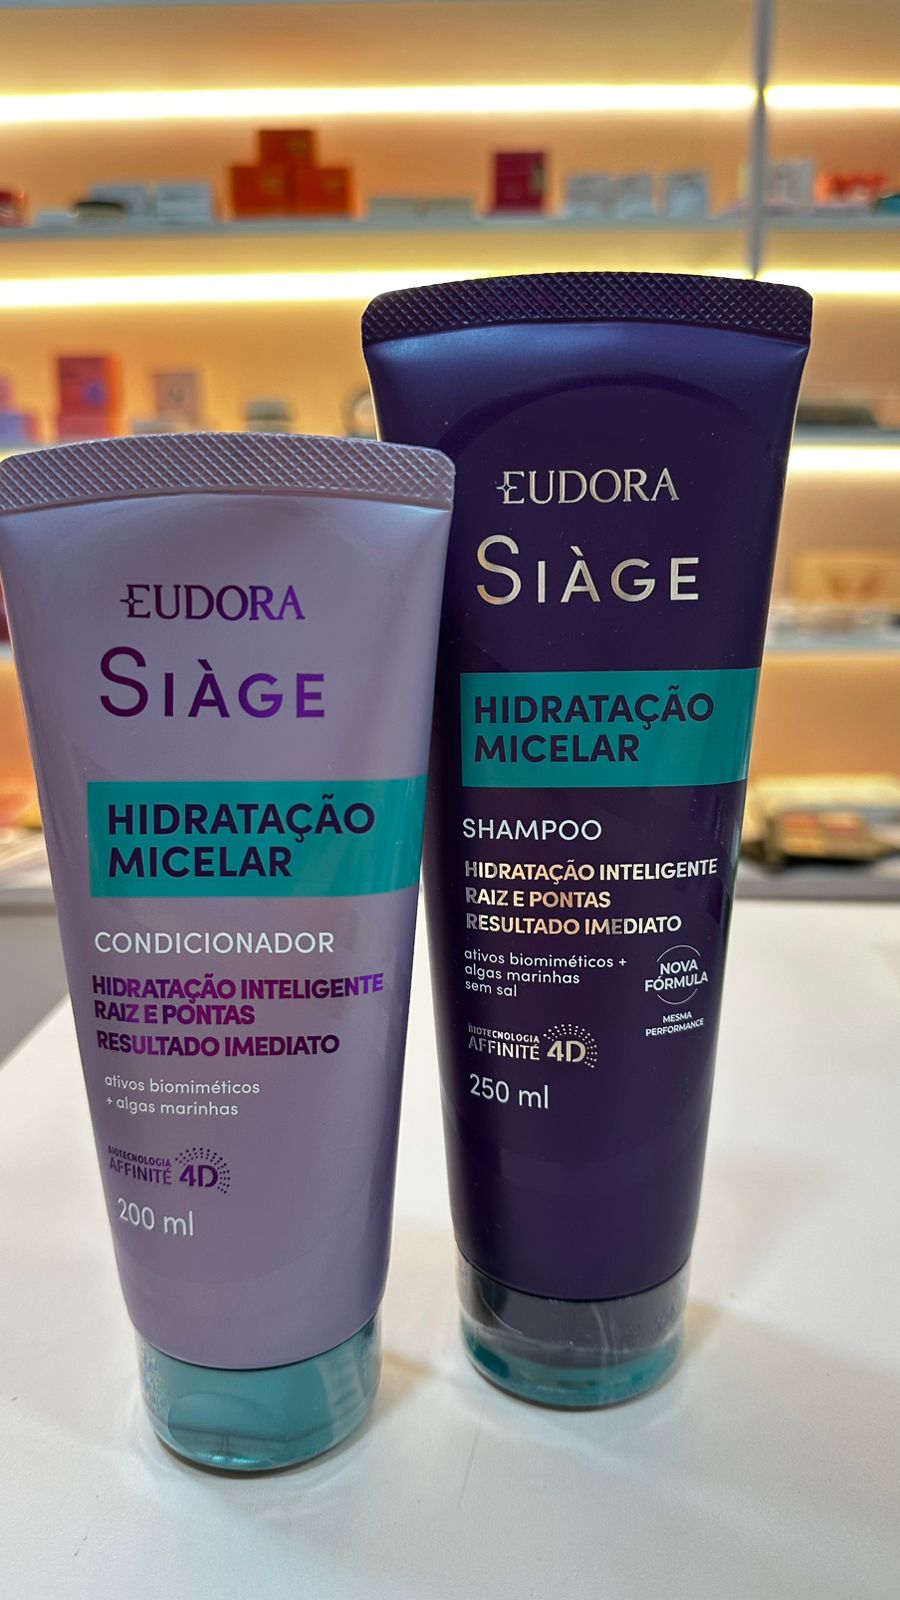 EUDORA
SIÀGE
HIDRATAÇÃO
MICELAR
CONDICIONADOR
HIDRATAÇÃO INTELIGENTE
RAIZ E PONTAS
RESULTADO IMEDIATO
ativos biomiméticos
+ algas marinhas
BIOTECNOLOGIA
AFFINITÉ 4D
200 ml
EUDORA
SIÀGE
HIDRATAÇÃO
MICELAR
SHAMPOO
HIDRATAÇÃO INTELIGENTE
RAIZ E PONTAS
RESULTADO IMEDIATO
ativos biomiméticos +
algas marinhas
sem sal
NOVA
FÓRMULA
MESMA
PERFORMANCE
BIOTECNOLOGIA
AFFINITÉ 4D
250 ml